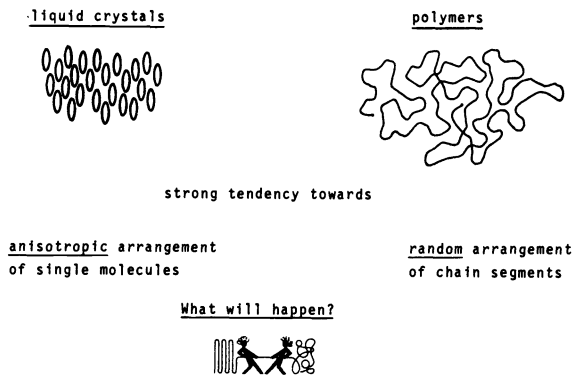 liquid crystals
polymers
strong tendency towards
anisotropic arrangement
of single molecules
random arrangement
of chain segments
What will happen?